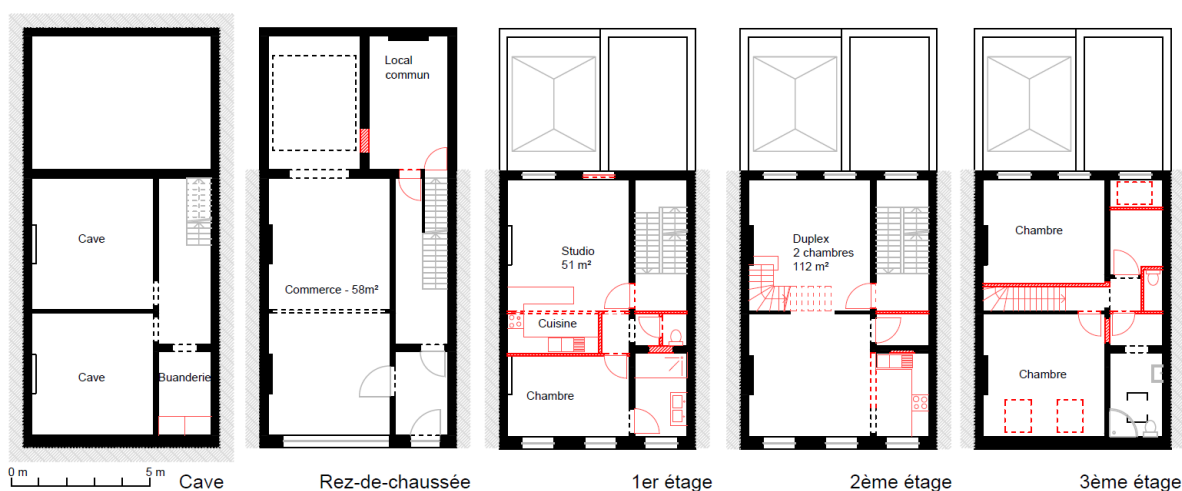 Cave
Cave
Buanderie
0 m
5 m
Cave
Local
commun
Commerce - 58m²
Rez-de-chaussée
Studio
51 m²
Cuisine
Chambre
1er étage
Duplex
2 chambres
112 m²
2ème étage
Chambre
Chambre
3ème étage